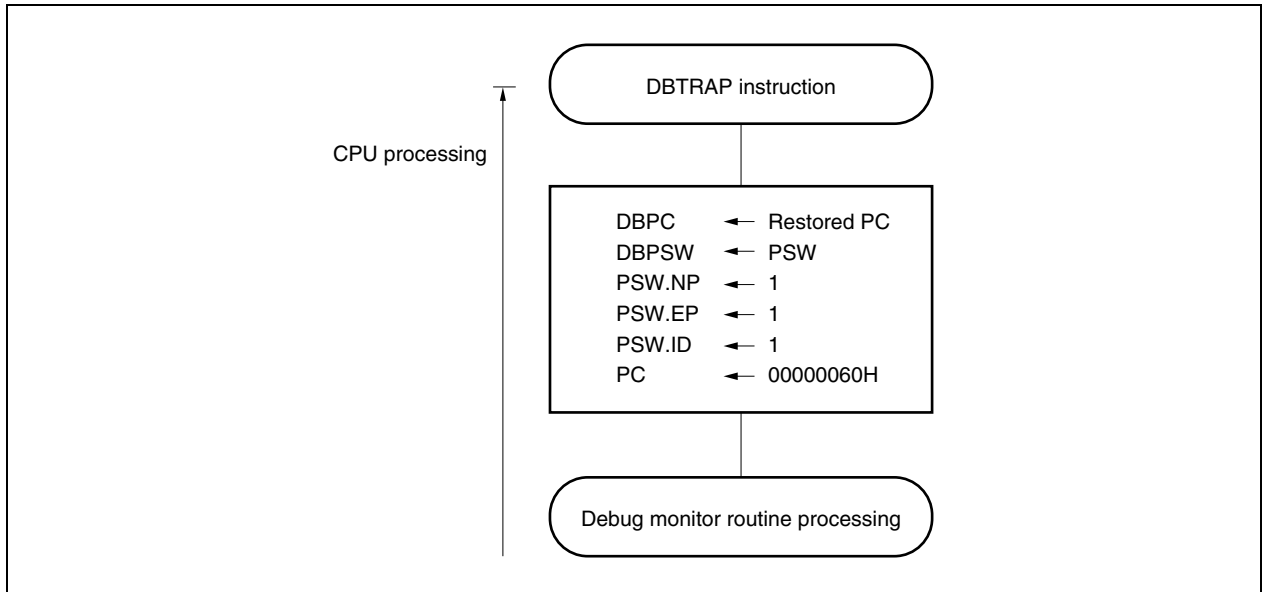 DBTRAP instruction
CPU processing
DBPC ← Restored PC
DBPSW ← PSW
PSW.NP ← 1
PSW.EP ← 1
PSW.ID ← 1
PC ← 00000060H
Debug monitor routine processing